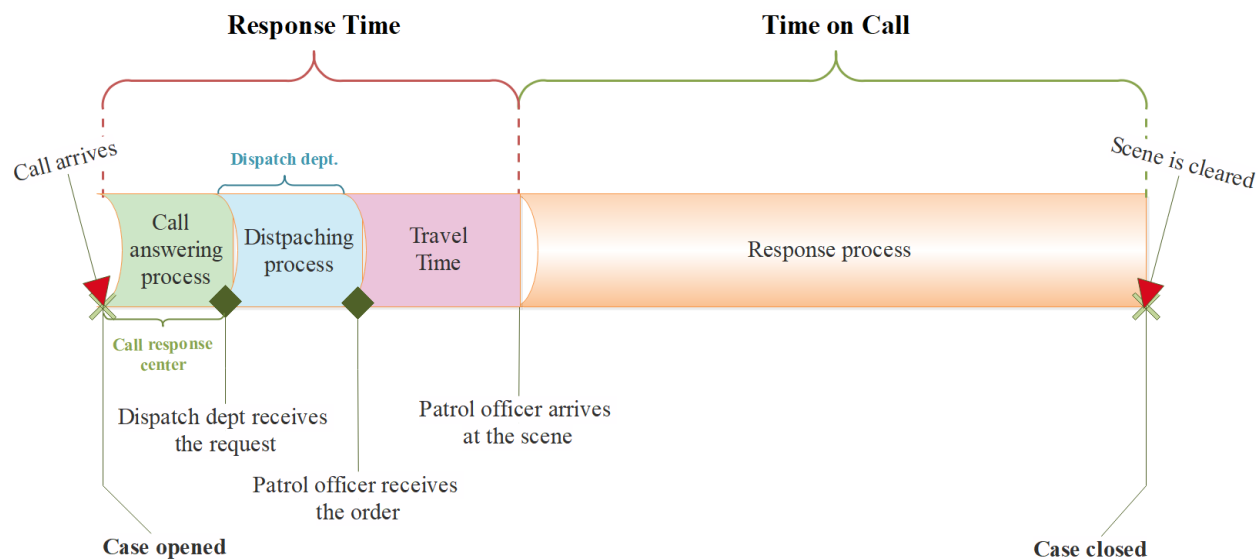 Response Time
Time on Call
Call arrives
Dispatch dept.
Scene is cleared
Call
answering
process
Distpaching
process
Travel
Time
Response process
Call response
center
Dispatch dept receives
the request
Patrol officer arrives
at the scene
Patrol officer receives
the order
Case opened
Case closed